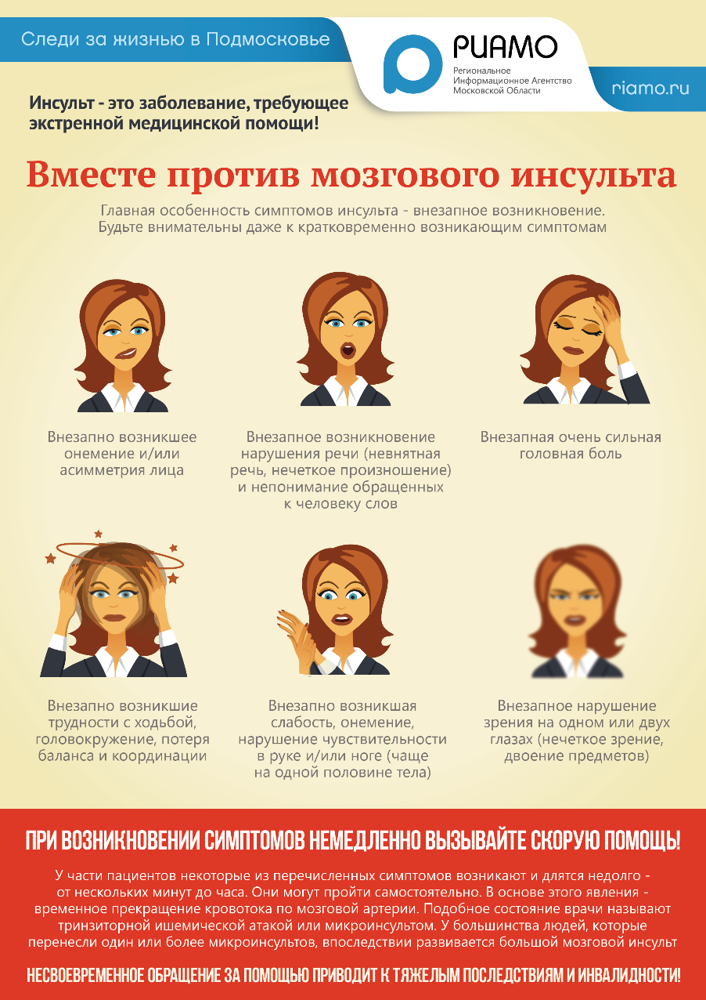 Следи за жизнью в Подмосковье
РИАМО
Региональное
Информационное Агентство
Московской Области
riamo.ru
Инсульт - это заболевание, требующее
экстренной медицинской помощи!
Вместе против мозгового инсульта
Главная особенность симптомов инсульта - внезапное возникновение.
Будьте внимательны даже к кратковременно возникающим симптомам
Внезапно возникшее
онемение и/или
асимметрия лица
Внезапное возникновение
нарушения речи (невнятная
речь, нечеткое произношение)
и непонимание обращенных
к человеку слов
Внезапная очень сильная
головная боль
Внезапно возникшие
трудности с ходьбой,
головокружение, потеря
баланса и координации
Внезапно возникшая
слабость, онемение,
нарушение чувствительности
в руке и/или ноге (чаще
на одной половине тела)
Внезапное нарушение
зрения на одном или двух
глазах (нечеткое зрение,
двоение предметов)
ПРИ ВОЗНИКНОВЕНИИ СИМПТОМОВ НЕМЕДЛЕННО ВЫЗЫВАЙТЕ СКОРУЮ ПОМОЩЬ!
У части пациентов некоторые из перечисленных симптомов возникают и длятся недолго -
от нескольких минут до часа. Они могут пройти самостоятельно. В основе этого явления -
временное прекращение кровотока по мозговой артерии. Подобное состояние врачи называют
тринзиторной ишемической атакой или микроинсультом. У большинства людей, которые
перенесли один или более микроинсультов, впоследствии развивается большой мозговой инсульт
НЕСВОЕВРЕМЕННОЕ ОБРАЩЕНИЕ ЗА ПОМОЩЬЮ ПРИВОДИТ К ТЯЖЕЛЫМ ПОСЛЕДСТВИЯМ И ИНВАЛИДНОСТИ!